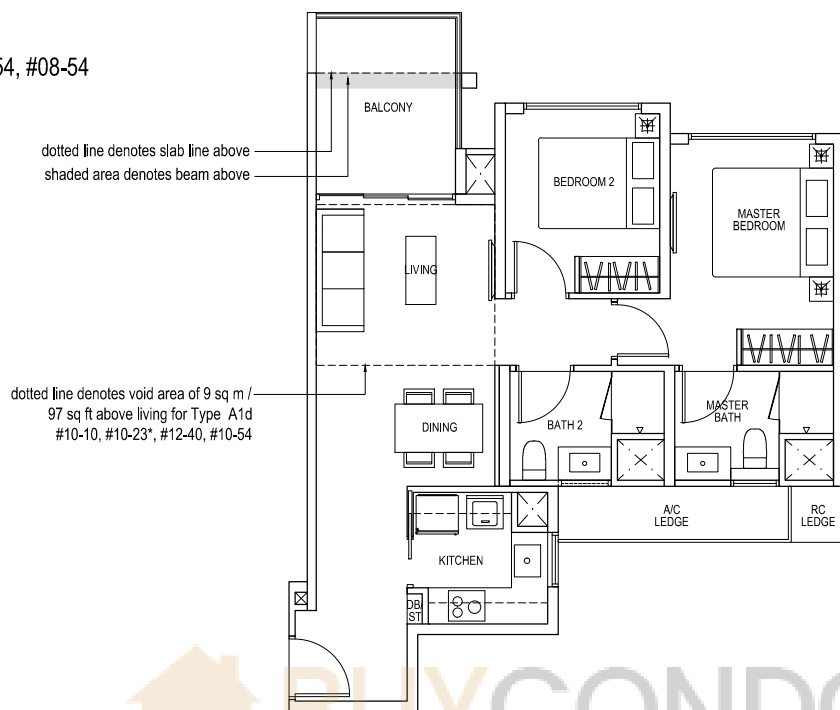 54, #08-54
BALCONY
dotted line denotes slab line above
shaded area denotes beam above
BEDROOM 2
MASTER
BEDROOM
LIVING
dotted line denotes void area of 9 sq m /
97 sq ft above living for Type A1d
#10-10, #10-23*, #12-40, #10-54
DINING
BATH 2
MASTER
BATH
A/C
LEDGE
RC
LEDGE
KITCHEN
DB/
ST
BUYCONDO